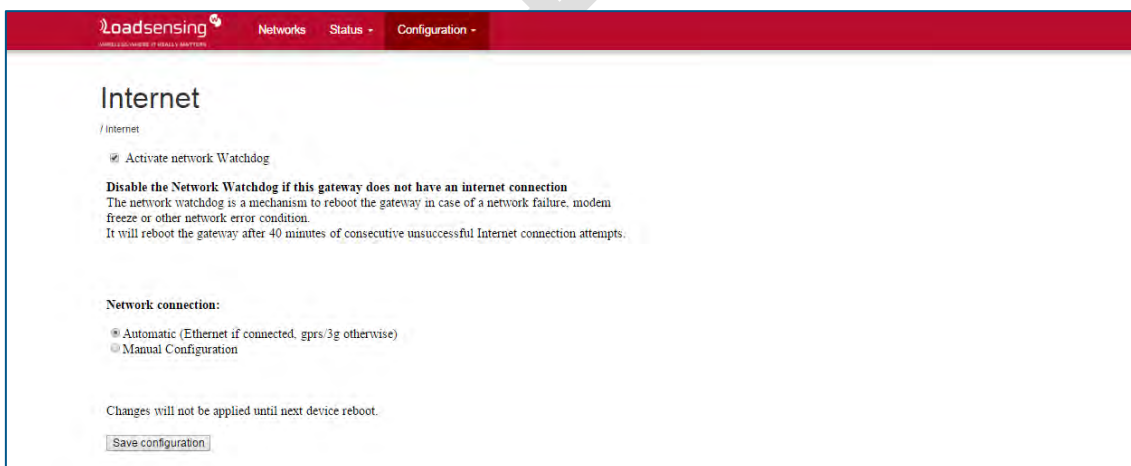 Loadsensing
Networks Status Configuration
WIRELESS, WHERE IT REALLY MATTERS
Internet
/ Internet
Activate network Watchdog
Disable the Network Watchdog if this gateway does not have an internet connection
The network watchdog is a mechanism to reboot the gateway in case of a network failure, modem
freeze or other network error condition.
It will reboot the gateway after 40 minutes of consecutive unsuccessful Internet connection attempts.
Network connection:
Automatic (Ethernet if connected, gprs/3g otherwise)
Manual Configuration
Changes will not be applied until next device reboot.
Save configuration